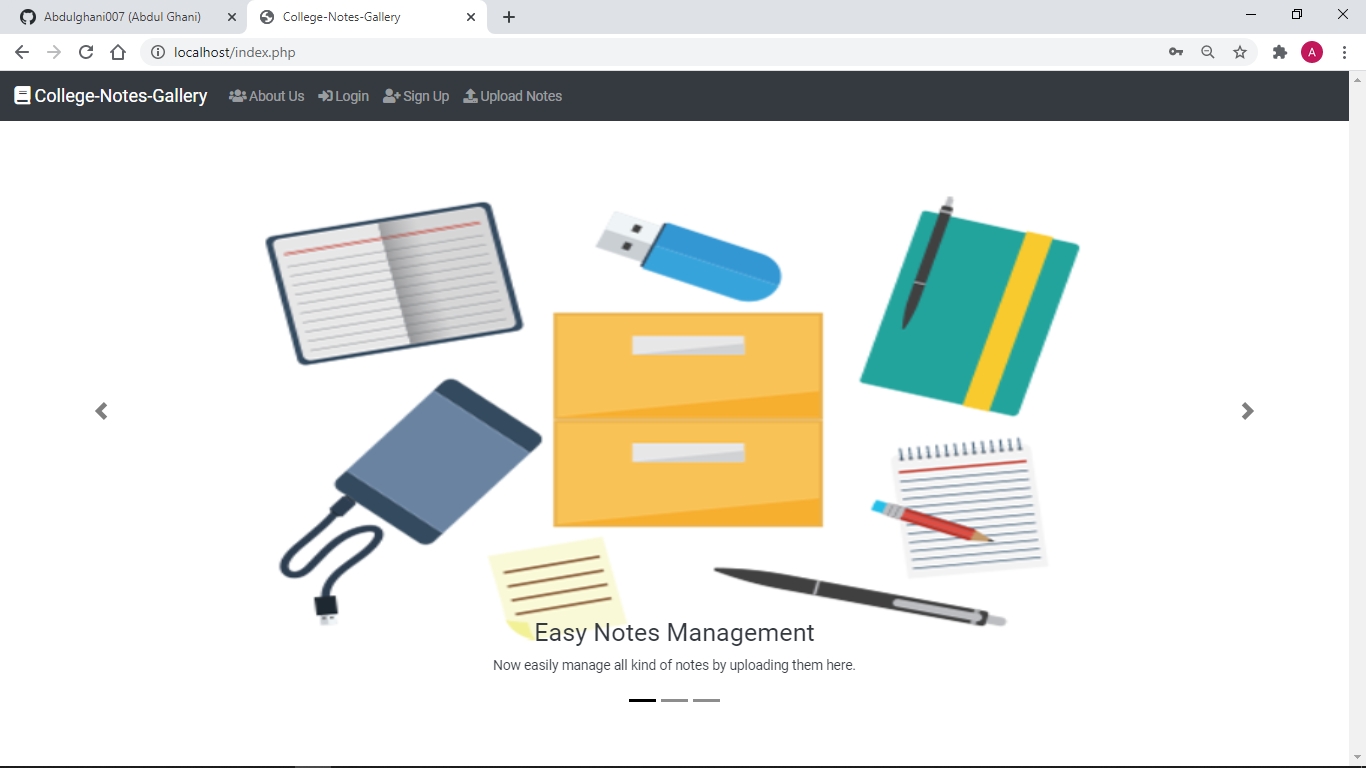 Abdulghani007 (Abdul Ghani)
College-Notes-Gallery
localhost/index.php
A
College-Notes-Gallery
About Us
Login
Sign Up
Upload Notes
Easy Notes Management
Now easily manage all kind of notes by uploading them here.